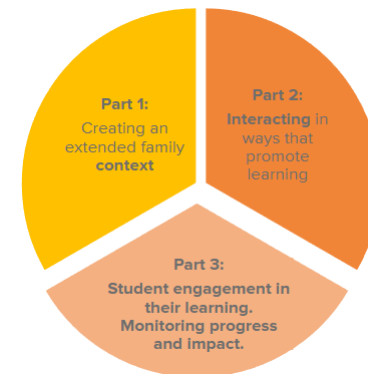 Part 1:
Creating an
extended family
context
Part 2:
Interacting in
ways that
promote
learning
Part 3:
Student engagement in
their learning.
Monitoring progress
and impact.